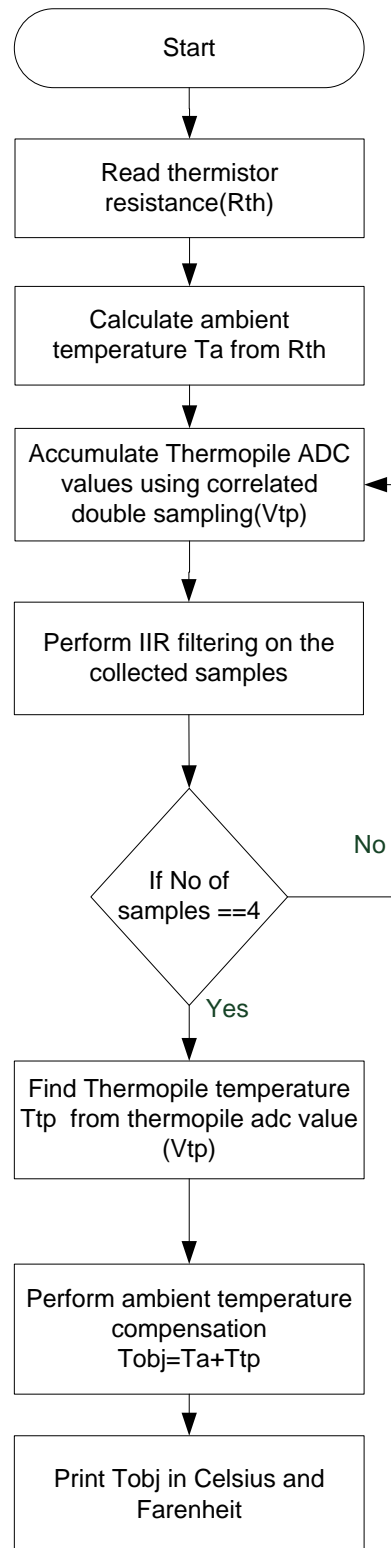 Start
Read thermistor
resistance(Rth)
Calculate ambient
temperature Ta from Rth
Accumulate Thermopile ADC
values using correlated
double sampling(Vtp)
Perform IIR filtering on the
collected samples
If No of
samples ==4
No
Yes
Find Thermopile temperature
Ttp from thermopile adc value
(Vtp)
Perform ambient temperature
compensation
Tobj=Ta+Ttp
Print Tobj in Celsius and
Farenheit